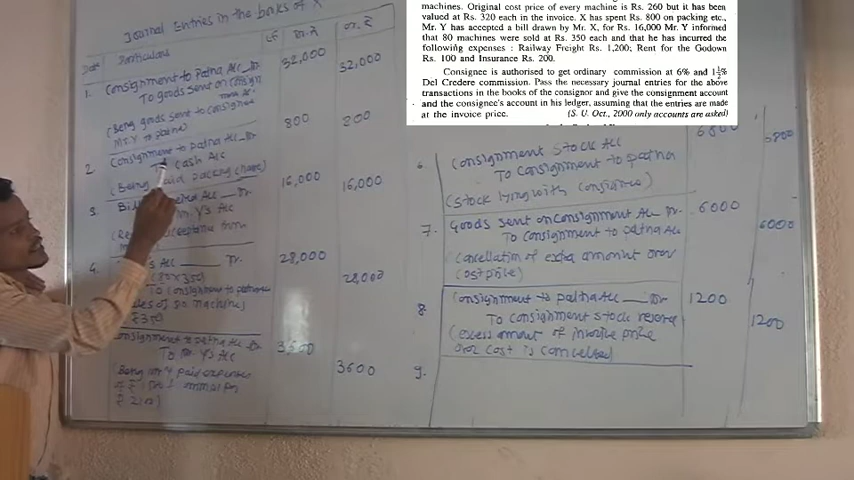 machines. Original cost price of every machine is Rs. 260 but it has been
valued at Rs. 320 each in the invoice. X has spent Rs. 800 on packing etc.,
Mr. Y has accepted a bill drawn by Mr. X, for Rs. 16,000 Mr. Y informed
that 80 machines were sold at Rs. 350 each and that he has incurred the
following expenses : Railway Freight Rs. 1,200; Rent for the Godown
Rs. 100 and Insurance Rs. 200.
Consignee is authorised to get ordinary commission at 6% and 1½%
Del Credere commission. Pass the necessary journal entries for the above
transactions in the books of the consignor and give the consignment account
and the consignee's account in his ledger, assuming that the entries are made
at the invoice price. (S. U. Oct., 2000 only accounts are asked)
Journal Entries in the books of X
Date Particulars LF Dr.₹ Cr.₹
1. Consignment to Patna A/c Dr 32,000
To goods sent on Consign 32,000
(Being goods sent to consignee
Mr. Y to patna)
2. Consignment to patna A/c Dr 800
Cash A/c
(Being Paid packing charge)
3. 16,000
Mr. Y's A/c 16,000
4. A/c Dr. 28,000
(80×350) 28,000
To consignment to patna A/c
₹350
Consignment to patna A/c Dr
To Mr. Y's A/c 3600
6. Consignment Stock A/c 6800
To Consignment to patna 6800
(Stock lying with consignee)
7. Goods sent on consignment A/c Dr. 6000
To consignment to patna A/c 6000
(cancellation of extra amount over
cost price)
8. Consignment to patna A/c Dr 1200
To consignment stock reserve 1200
(excess amount of invoice price
over cost is cancelled)
9.